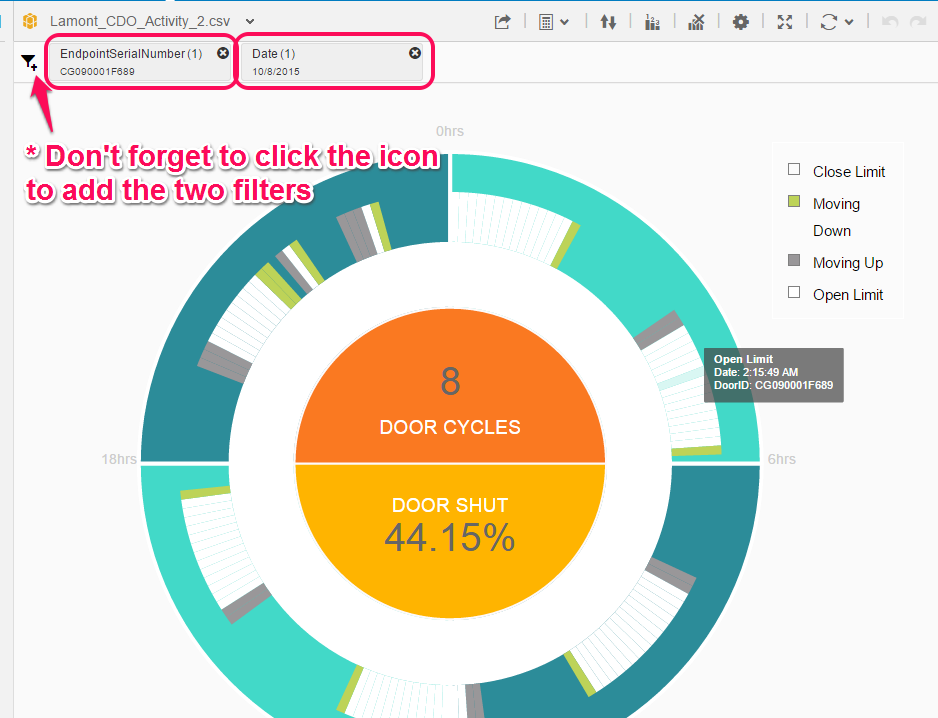 Lamont_CDO_Activity_2.csv
EndpointSerialNumber (1)
CG090001F689
Date (1)
10/8/2015
* Don't forget to click the icon
to add the two filters
0hrs
Close Limit
Moving
Down
Moving Up
Open Limit
Open Limit
Date: 2:15:49 AM
DoorID: CG090001F689
8
DOOR CYCLES
18hrs
6hrs
DOOR SHUT
44.15%